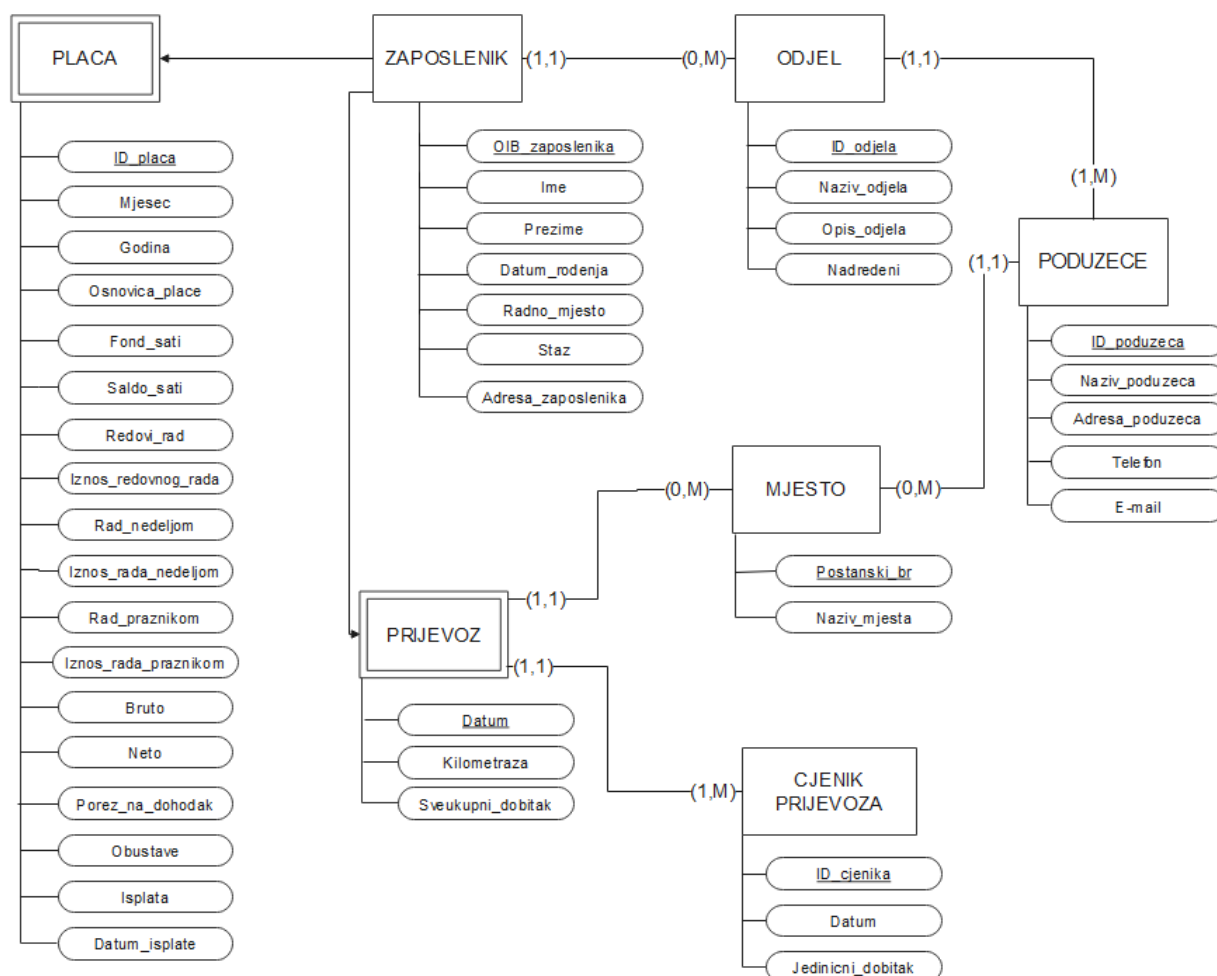 PLACA
ID_placa
Mjesec
Godina
Osnovica_place
Fond_sati
Saldo_sati
Redovi_rad
Iznos_redovnog_rada
Rad_nedeljom
Iznos_rada_nedeljom
Rad_praznikom
Iznos_rada_praznikom
Bruto
Neto
Porez_na_dohodak
Obustave
Isplata
Datum_isplate
ZAPOSLENIK
(1,1)
(0,M)
OIB_zaposlenika
Ime
Prezime
Datum_rodenja
Radno_mjesto
Staz
Adresa_zaposlenika
ODJEL
(1,1)
(1,M)
ID_odjela
Naziv_odjela
Opis_odjela
Nadredeni
PODUZECE
(1,1)
ID_poduzeca
Naziv_poduzeca
Adresa_poduzeca
Telefon
E-mail
(0,M)
MJESTO
(0,M)
Postanski_br
Naziv_mjesta
PRIJEVOZ
(1,1)
(1,1)
Datum
Kilometraza
Sveukupni_dobitak
(1,M)
CJENIK
PRIJEVOZA
ID_cjenika
Datum
Jedinicni_dobitak